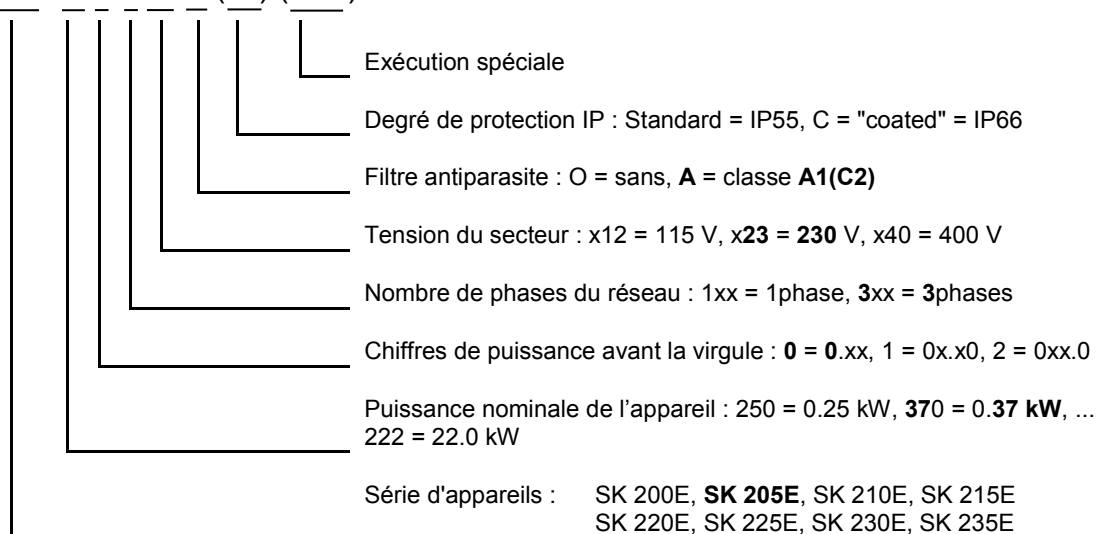 Exécution spéciale
Degré de protection IP : Standard = IP55, C = "coated" = IP66
Filtre antiparasite : O = sans, A = classe A1(C2)
Tension du secteur : x12 = 115 V, x23 = 230 V, x40 = 400 V
Nombre de phases du réseau : 1xx = 1phase, 3xx = 3phases
Chiffres de puissance avant la virgule : 0 = 0.xx, 1 = 0x.x0, 2 = 0xx.0
Puissance nominale de l’appareil : 250 = 0.25 kW, 370 = 0.37 kW, ...
222 = 22.0 kW
Série d'appareils : SK 200E, SK 205E, SK 210E, SK 215E
SK 220E, SK 225E, SK 230E, SK 235E